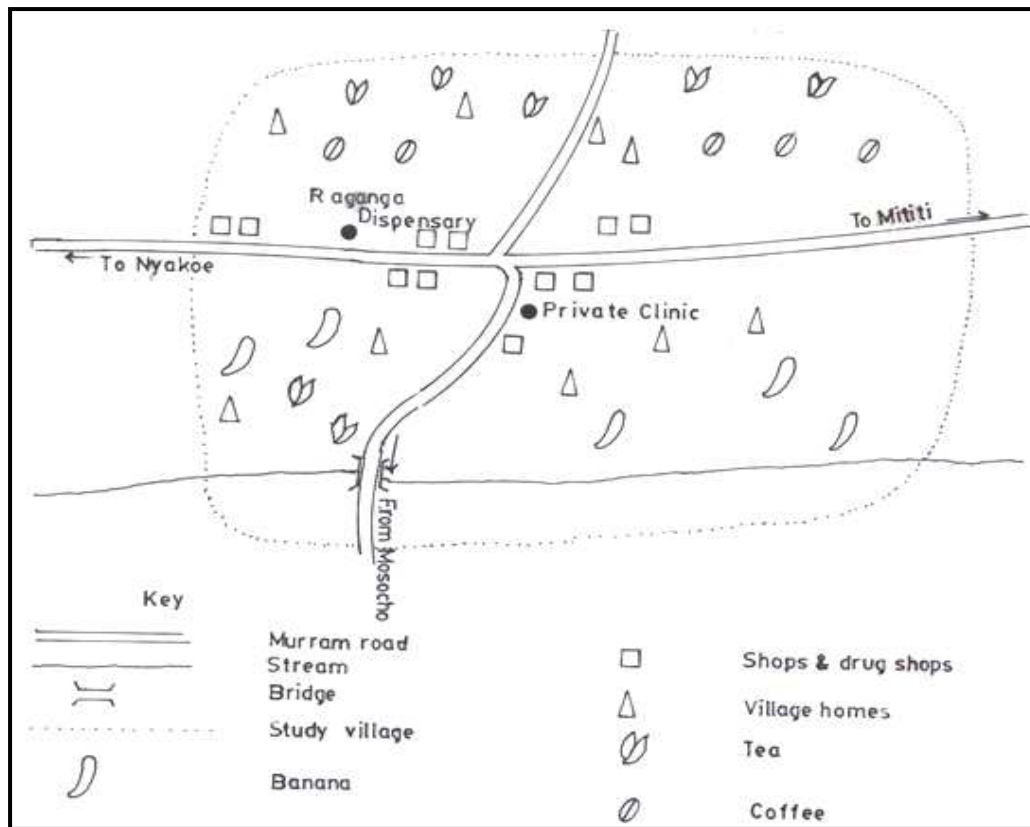 Raganga
Dispensary
To Mititi
To Nyakoe
Private Clinic
From Mosocho
Key
Murram road
Stream
Bridge
Study village
Banana
Shops & drug shops
Village homes
Tea
Coffee